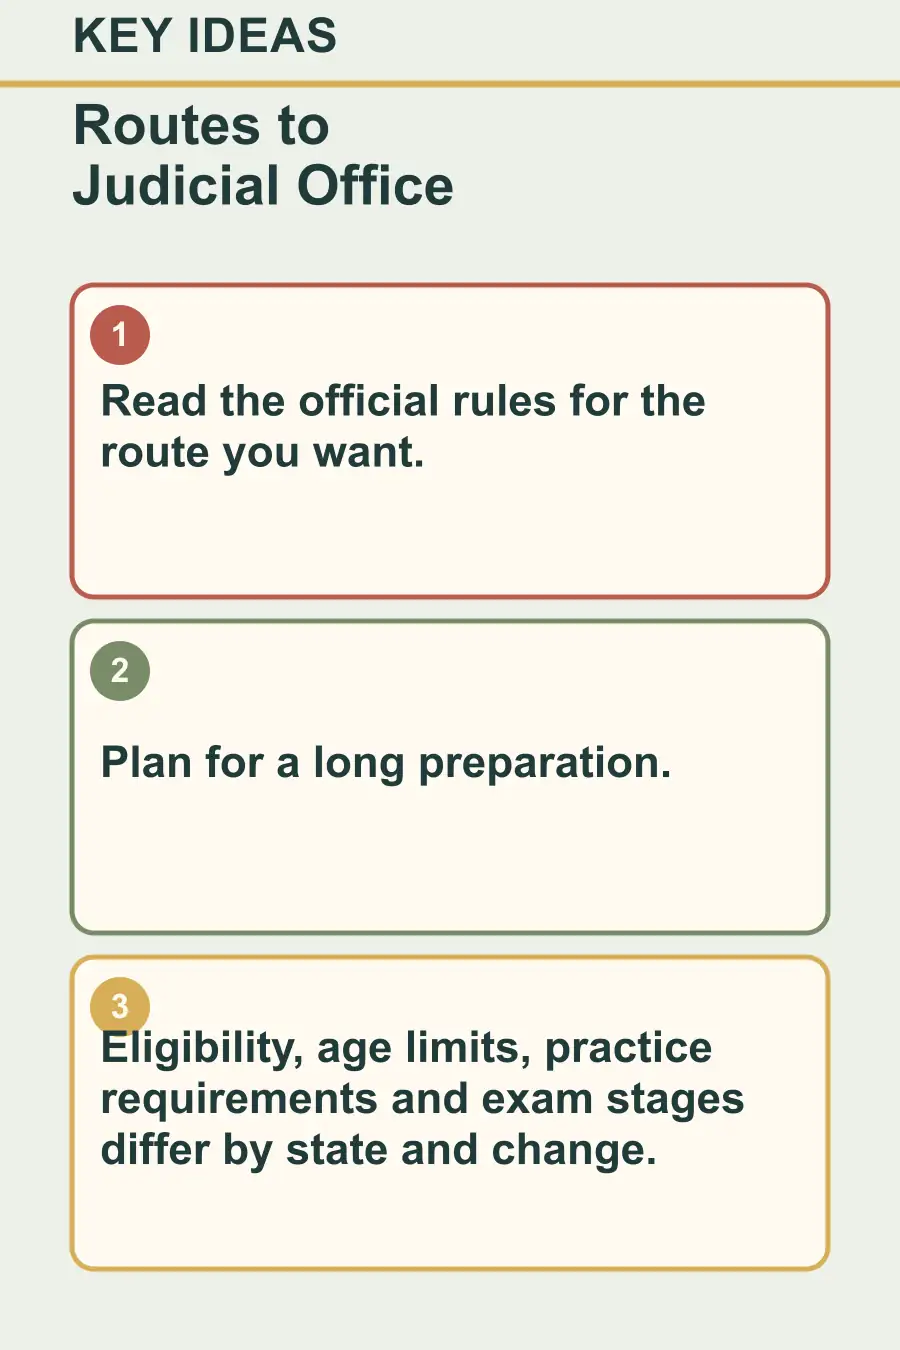 KEY IDEAS
Routes to
Judicial Office
1
Read the official rules for the
route you want.
2
Plan for a long preparation.
3
Eligibility, age limits, practice
requirements and exam stages
differ by state and change.